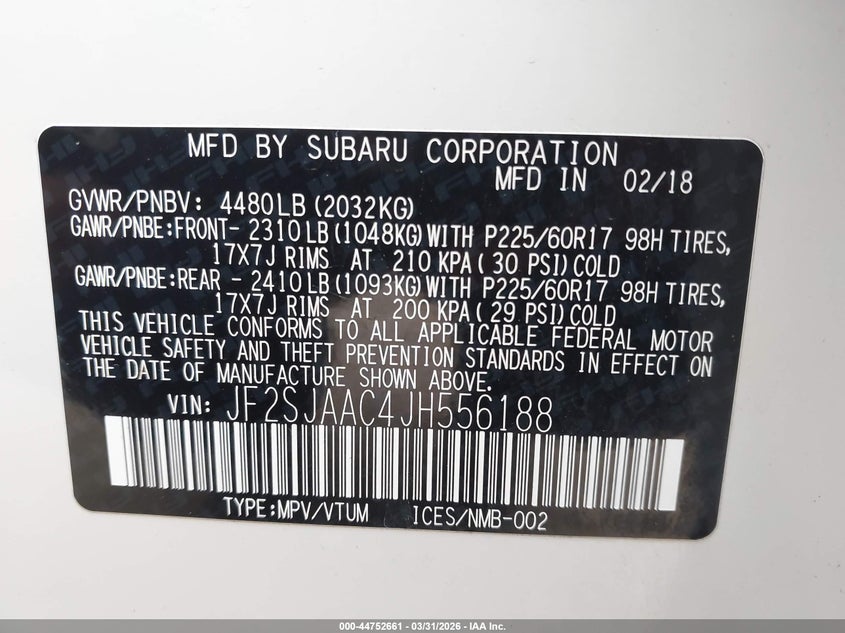 MFD BY SUBARU CORPORATION
MFD IN 02/18
GVWR/PNBV: 4480LB(2032KG)
GAWR/PNBE:FRONT- 2310LB(1048KG)WITH P225/60R17 98H TIRES,
17X7J RIMS AT 210 KPA( 30 PSI)COLD
GAWR/PNBE:REAR - 2410LB(1093KG)WITH P225/60R17 98H TIRES,
17X7J RIMS AT 200 KPA( 29 PSI)COLD
THIS VEHICLE CONFORMS TO ALL APPLICABLE FEDERAL MOTOR
VEHICLE SAFETY AND THEFT PREVENTION STANDARDS IN EFFECT ON
THE DATE OF MANUFACTURE SHOWN ABOVE.
VIN: JF2SJAAC4JH556188
TYPE:MPV/VTUM ICES/NMB-002
000-44752661 - 03/31/2026 - IAA Inc.